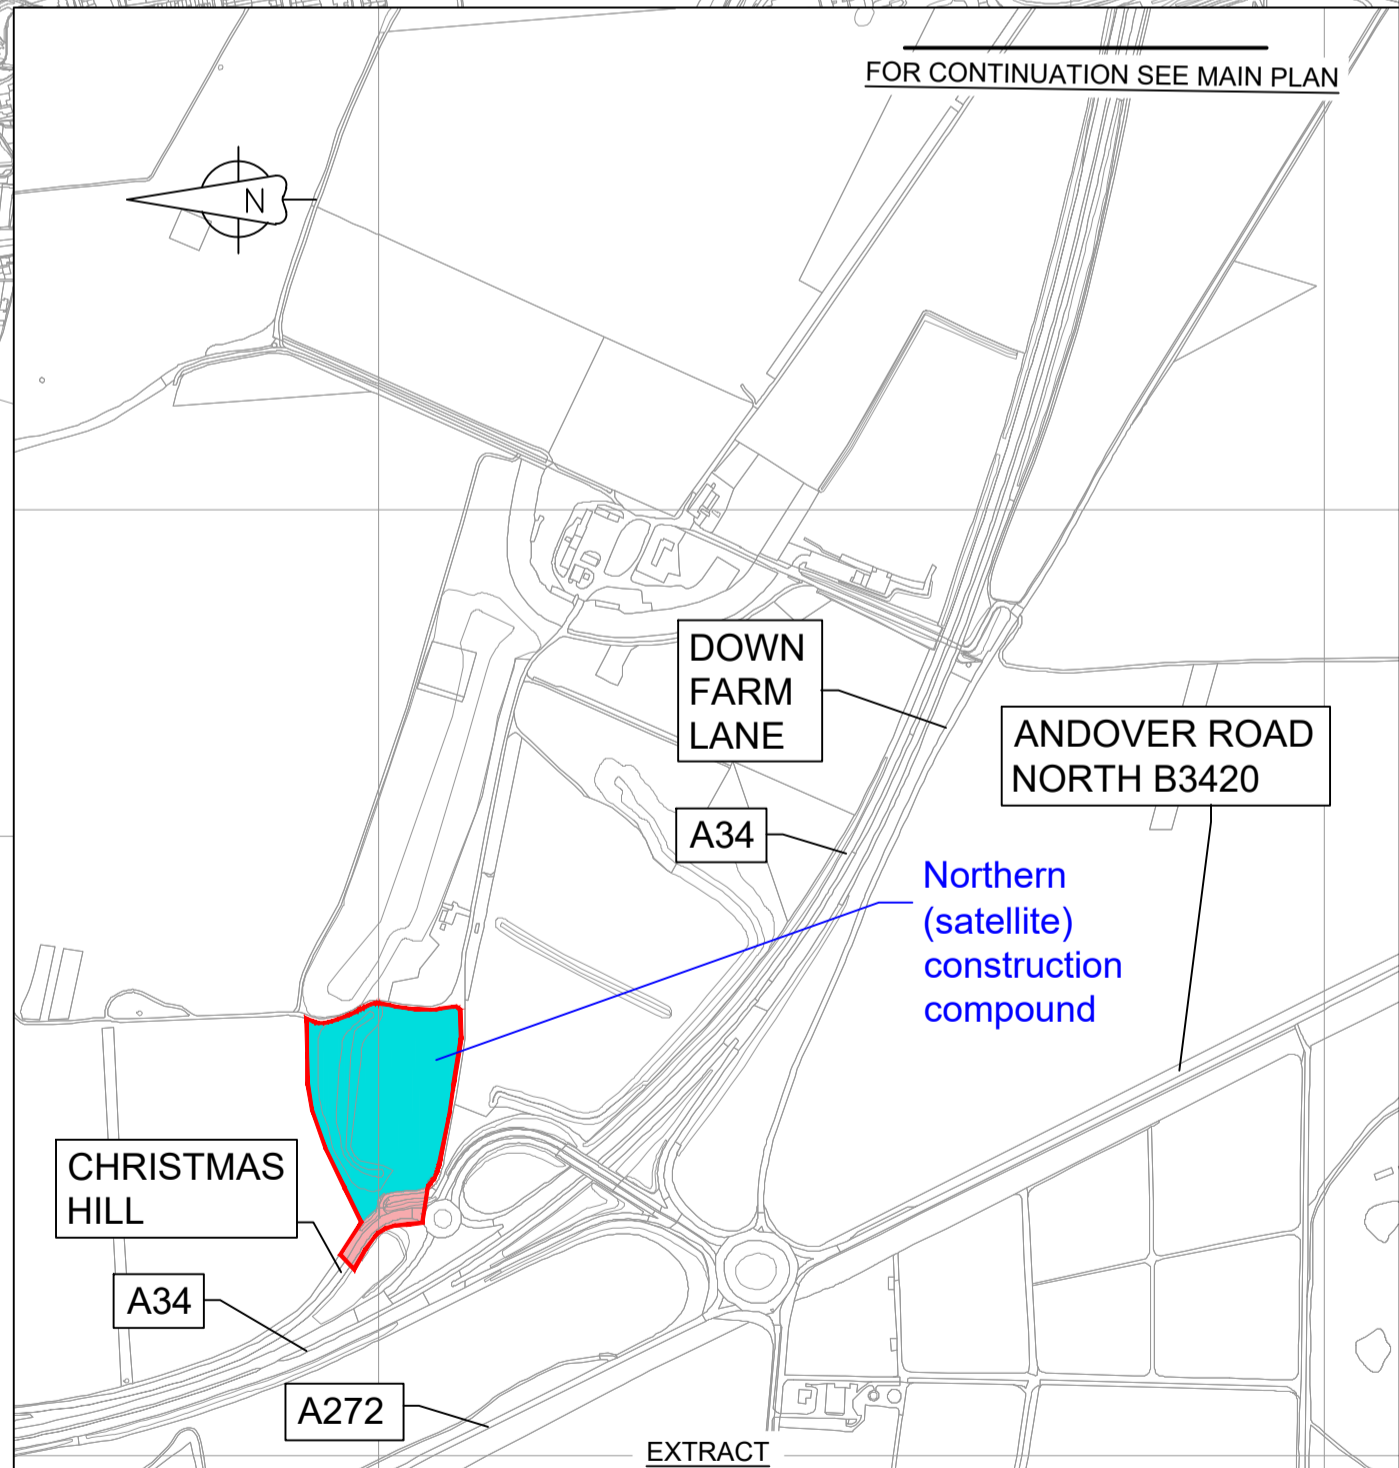 FOR CONTINUATION SEE MAIN PLAN
N
DOWN
FARM
LANE
ANDOVER ROAD
NORTH B3420
A34
Northern
(satellite)
construction
compound
CHRISTMAS
HILL
A34
A272
EXTRACT